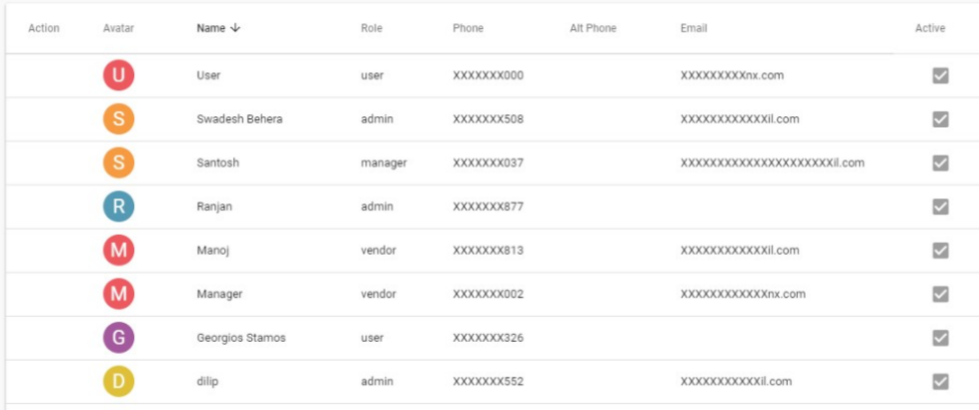 Action Avatar Name ↓ Role Phone Alt Phone Email Active
U User user XXXXXXX000 XXXXXXXXXnx.com
S Swadesh Behera admin XXXXXXX508 XXXXXXXXXXXXil.com
S Santosh manager XXXXXXX037 XXXXXXXXXXXXXXXXXXXXXil.com
R Ranjan admin XXXXXXX877
M Manoj vendor XXXXXXX813 XXXXXXXXXXXXil.com
M Manager vendor XXXXXXX002 XXXXXXXXXXXXnx.com
G Georgios Stamos user XXXXXXX326
D dilip admin XXXXXXX552 XXXXXXXXXXXil.com